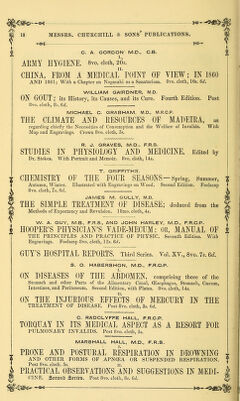 14 MESSRS. CHURCHILL & SONS' PUBLICATIONS.
C. A. GORDON, M.D., C.B.
I.
ARMY HYGIENE. 8vo. cloth, 20s.
II.
CHINA, FROM A MEDICAL POINT OF VIEW; IN 1860
AND 1861; With a Chapter on Nagasaki as a Sanatarium. 8vo. cloth, 10s. 6d.
WILLIAM GAIRDNER, M.D.
ON GOUT; its History, its Causes, and its Cure. Fourth Edition. Post
8vo. cloth, 8s. 6d.
MICHAEL C. GRABHAM, M.D., M.R.C.P.
THE CLIMATE AND RESOURCES OF MADEIRA, as
regarding chiefly the Necessities of Consumption and the Welfare of Invalids. With
Map and Engravings. Crown 8vo. cloth, 5s.
R. J. GRAVES, M.D., F.R.S.
STUDIES IN PHYSIOLOGY AND MEDICINE. Edited by
Dr. Stokes. With Portrait and Memoir. 8vo. cloth, 14s.
T. GRIFFITHS.
CHEMISTRY OF THE FOUR SEASONS—Spring, Summer,
Autumn, Winter. Illustrated with Engravings on Wood. Second Edition. Foolscap
8vo. cloth, 7s. 6d.
JAMES M. GULLY, M.D.
THE SIMPLE TREATMENT OF DISEASE; deduced from the
Methods of Expectancy and Revulsion. 18mo. cloth, 4s.
W. A. GUY, M.B., F.R.S., AND JOHN HARLEY, M.D., F.R.C.P.
HOOPER'S PHYSICIAN'S VADE-MECUM; OR, MANUAL OF
THE PRINCIPLES AND PRACTICE OF PHYSIC. Seventh Edition. With
Engravings. Foolscap 8vo. cloth, 12s. 6d.
GUY'S HOSPITAL REPORTS. Third Series. Vol. XV., 8vo. 7s. 6d.
S. O. HABERSHON, M.D., F.R.C.P.
I.
ON DISEASES OF THE ABDOMEN, comprising those of the
Stomach and other Parts of the Alimentary Canal, Œsophagus, Stomach, Cæcum,
Intestines, and Peritoneum. Second Edition, with Plates. 8vo. cloth, 14s.
II.
ON THE INJURIOUS EFFECTS OF MERCURY IN THE
TREATMENT OF DISEASE. Post 8vo. cloth, 3s. 6d.
C. RADCLYFFE HALL, F.R.C.P.
TORQUAY IN ITS MEDICAL ASPECT AS A RESORT FOR
PULMONARY INVALIDS. Post 8vo. cloth, 5s.
MARSHALL HALL, M.D., F.R.S.
I.
PRONE AND POSTURAL RESPIRATION IN DROWNING
AND OTHER FORMS OF APNŒA OR SUSPENDED RESPIRATION.
Post 8vo. cloth, 5s.
II.
PRACTICAL OBSERVATIONS AND SUGGESTIONS IN MEDI-
CINE. Second Series. Post 8vo. cloth, 8s. 6d.